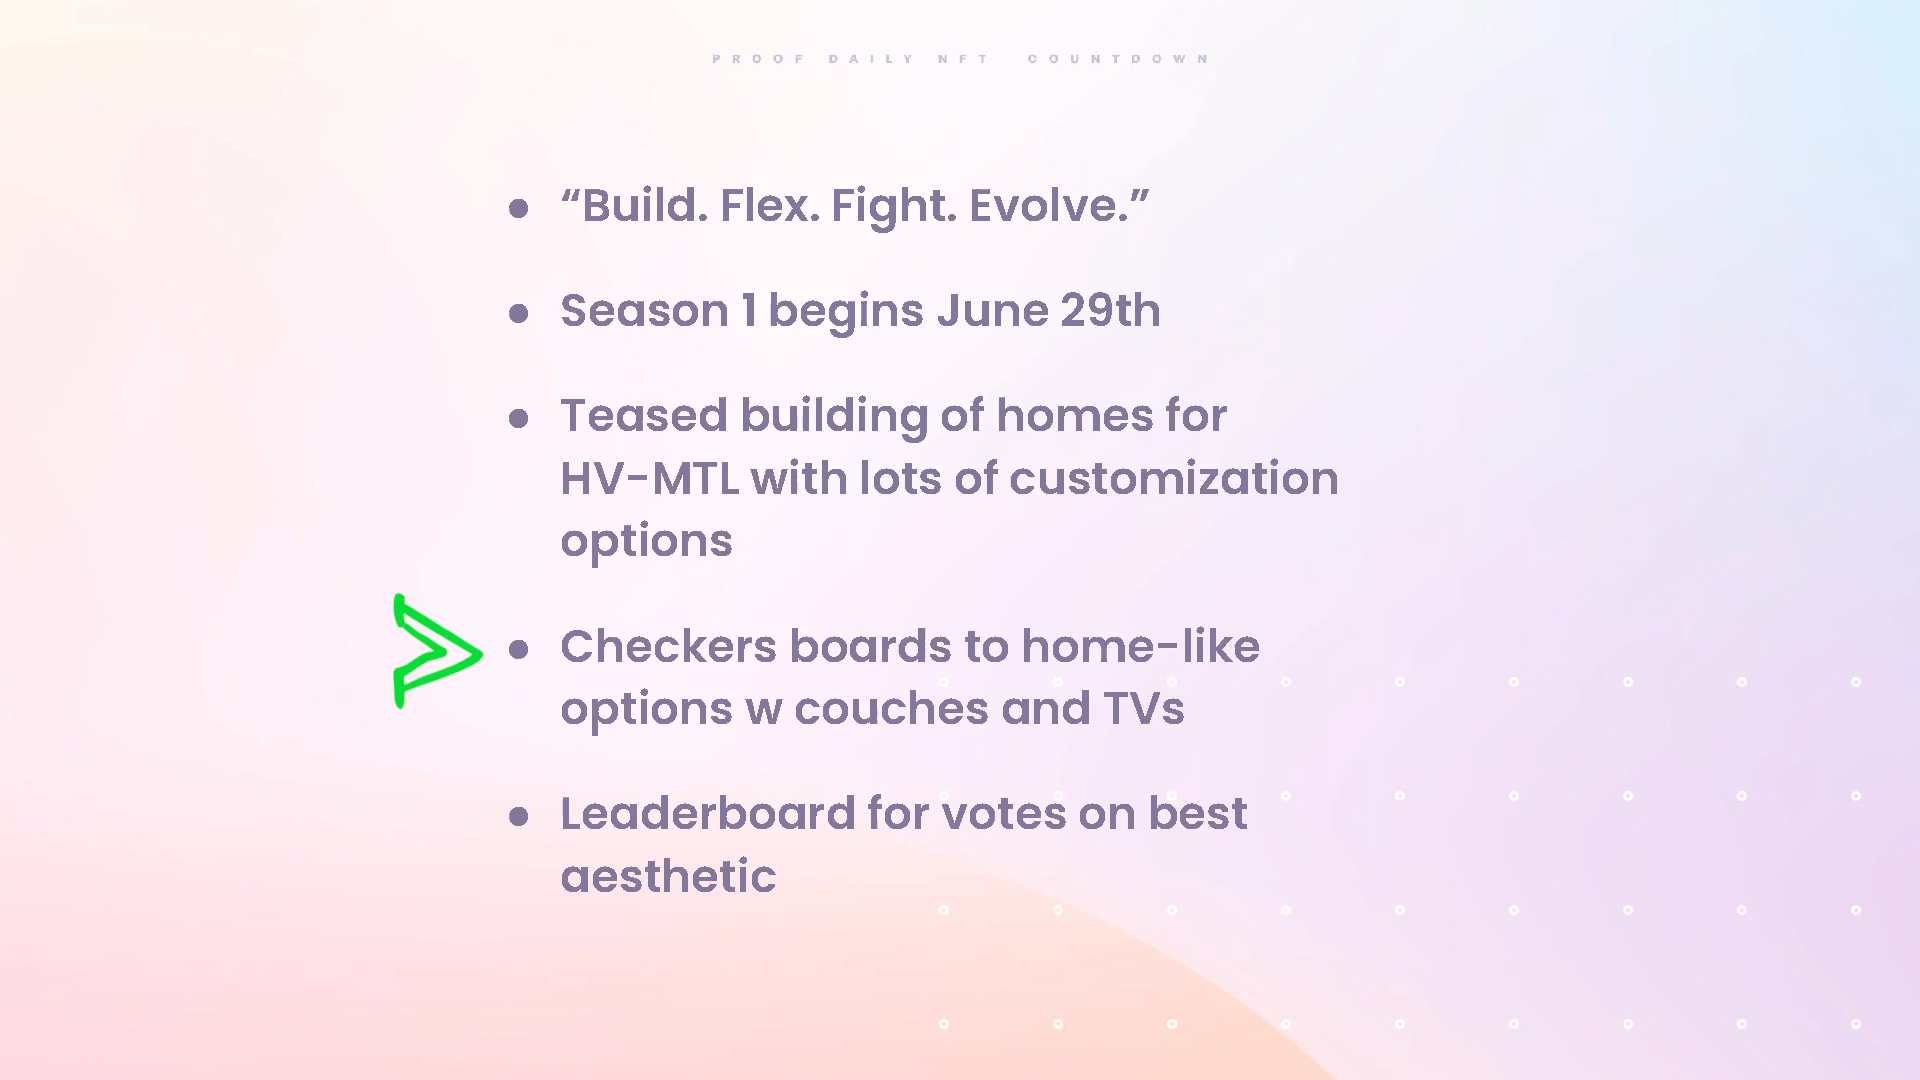 PROOF DAILY NFT COUNTDOWN
● “Build. Flex. Fight. Evolve.”
● Season 1 begins June 29th
● Teased building of homes for
HV-MTL with lots of customization
options
● Checkers boards to home-like
options w couches and TVs
● Leaderboard for votes on best
aesthetic